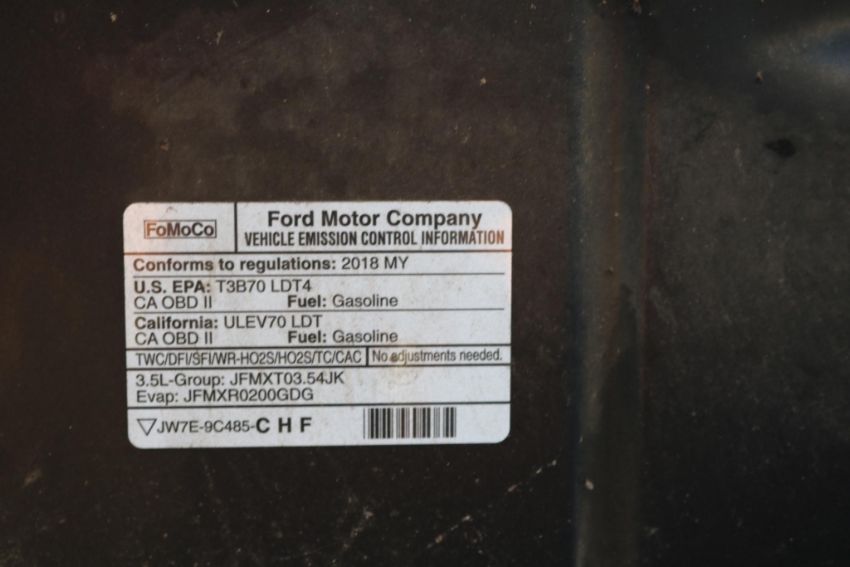 FoMoCo
Ford Motor Company
VEHICLE EMISSION CONTROL INFORMATION
Conforms to regulations: 2018 MY
U.S. EPA: T3B70 LDT4
CA OBD II Fuel: Gasoline
California: ULEV70 LDT
CA OBD II Fuel: Gasoline
TWC/DFI/SFI/WR-HO2S/HO2S/TC/CAC No adjustments needed.
3.5L-Group: JFMXT03.54JK
Evap: JFMXR0200GDG
JW7E-9C485-C H F